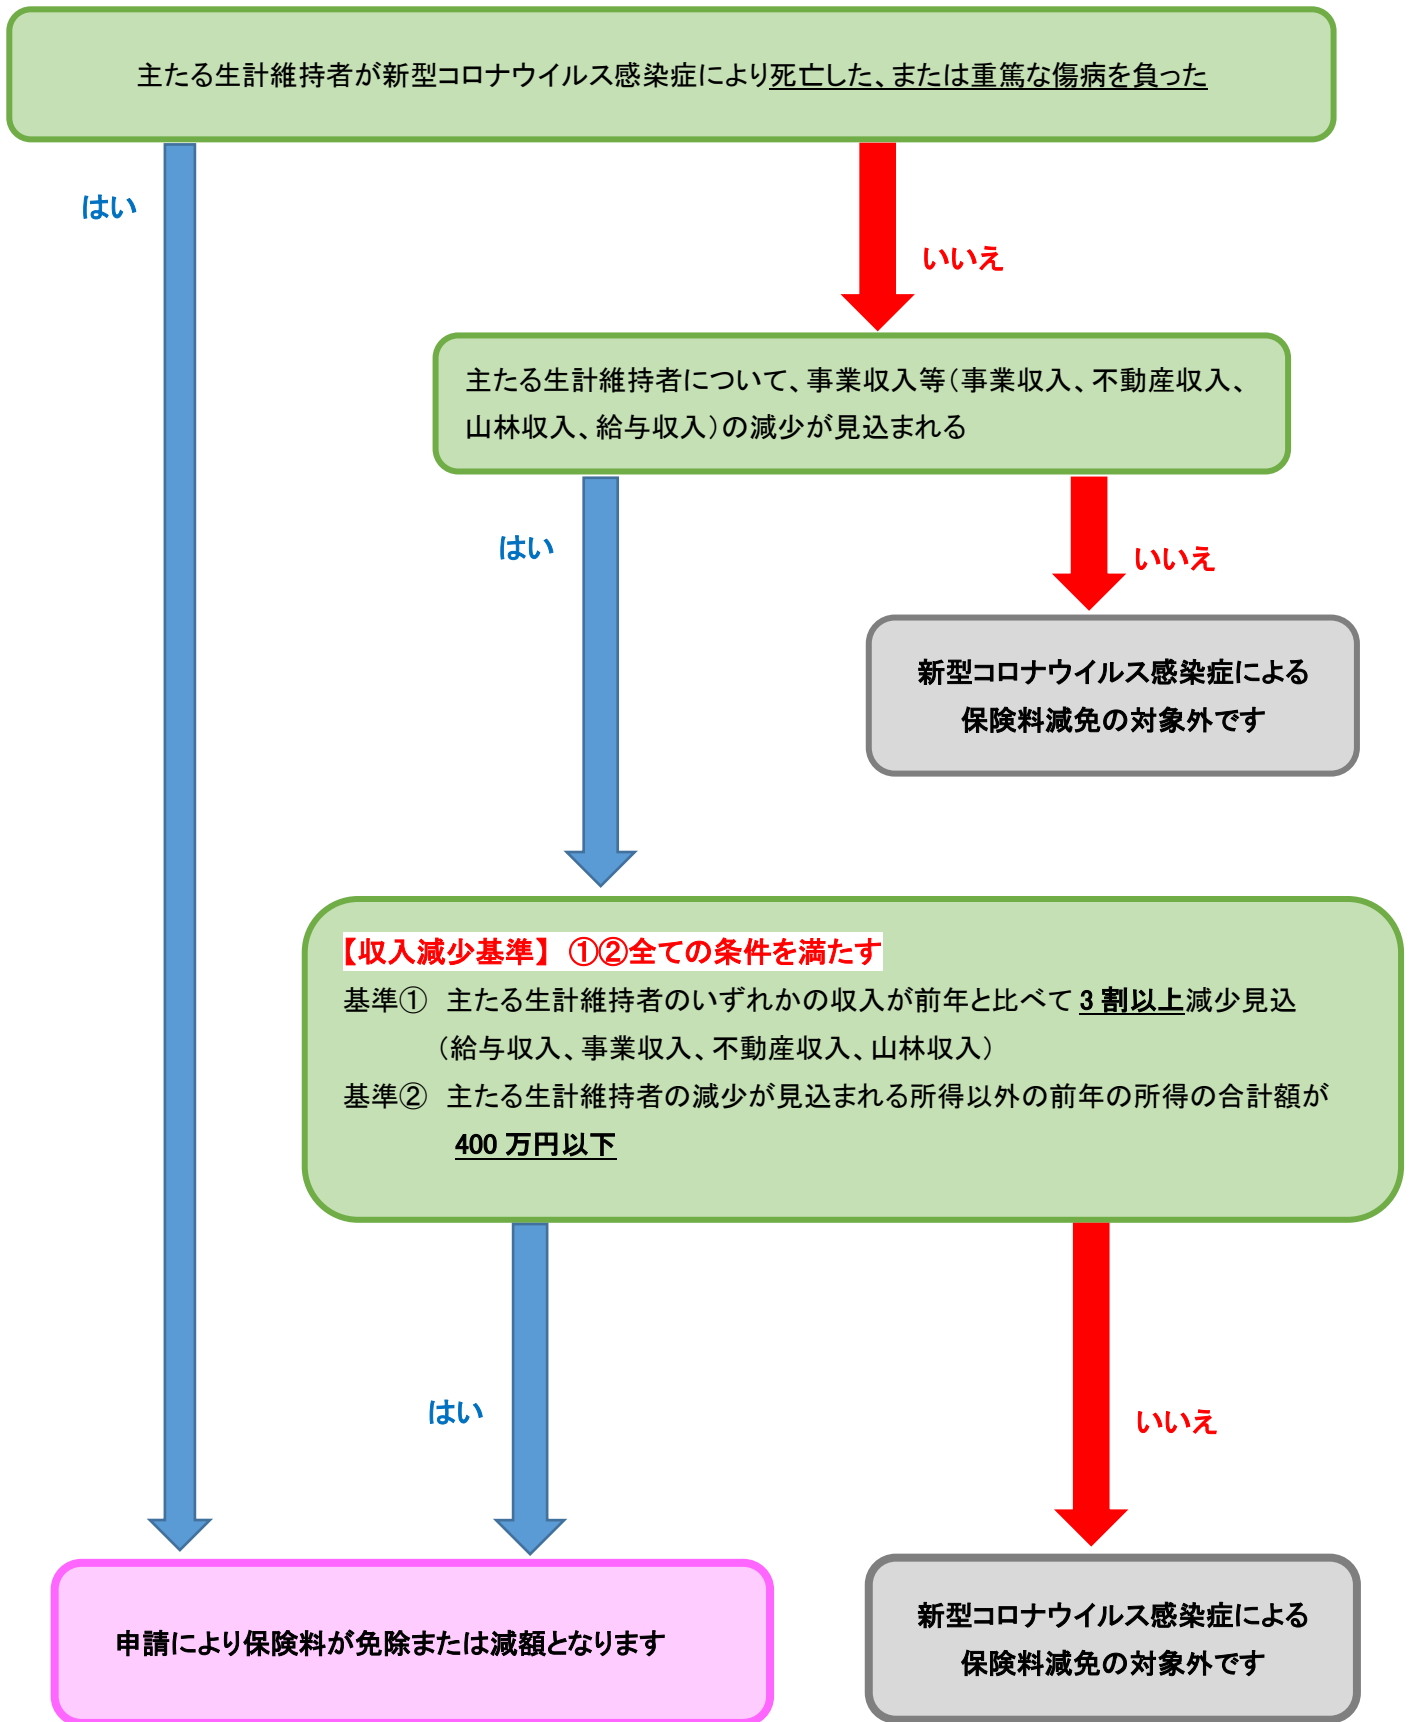 主たる生計維持者が新型コロナウイルス感染症により死亡した、または重篤な傷病を負った
はい
いいえ
主たる生計維持者について、事業収入等（事業収入、不動産収入、
山林収入、給与収入）の減少が見込まれる
はい
いいえ
新型コロナウイルス感染症による
保険料減免の対象外です
【収入減少基準】 ①②全ての条件を満たす
基準① 主たる生計維持者のいずれかの収入が前年と比べて 3 割以上減少見込
（給与収入、事業収入、不動産収入、山林収入）
基準② 主たる生計維持者の減少が見込まれる所得以外の前年の所得の合計額が
400 万円以下
はい
いいえ
申請により保険料が免除または減額となります
新型コロナウイルス感染症による
保険料減免の対象外です